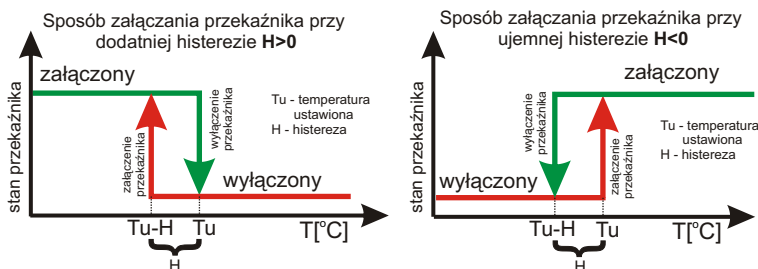 Sposób załączania przekaźnika przy
dodatniej histerezie H>0
stan przekaźnika
załączony
załączenie
przekaźnika
wyłączenie
przekaźnika
Tu - temperatura
ustawiona
H - histereza
wyłączony
Tu-H
Tu
T[°C]
H
Sposób załączania przekaźnika przy
ujemnej histerezie H<0
stan przekaźnika
załączony
wyłączenie
przekaźnika
załączenie
przekaźnika
Tu - temperatura
ustawiona
H - histereza
wyłączony
Tu-H
Tu
T[°C]
H